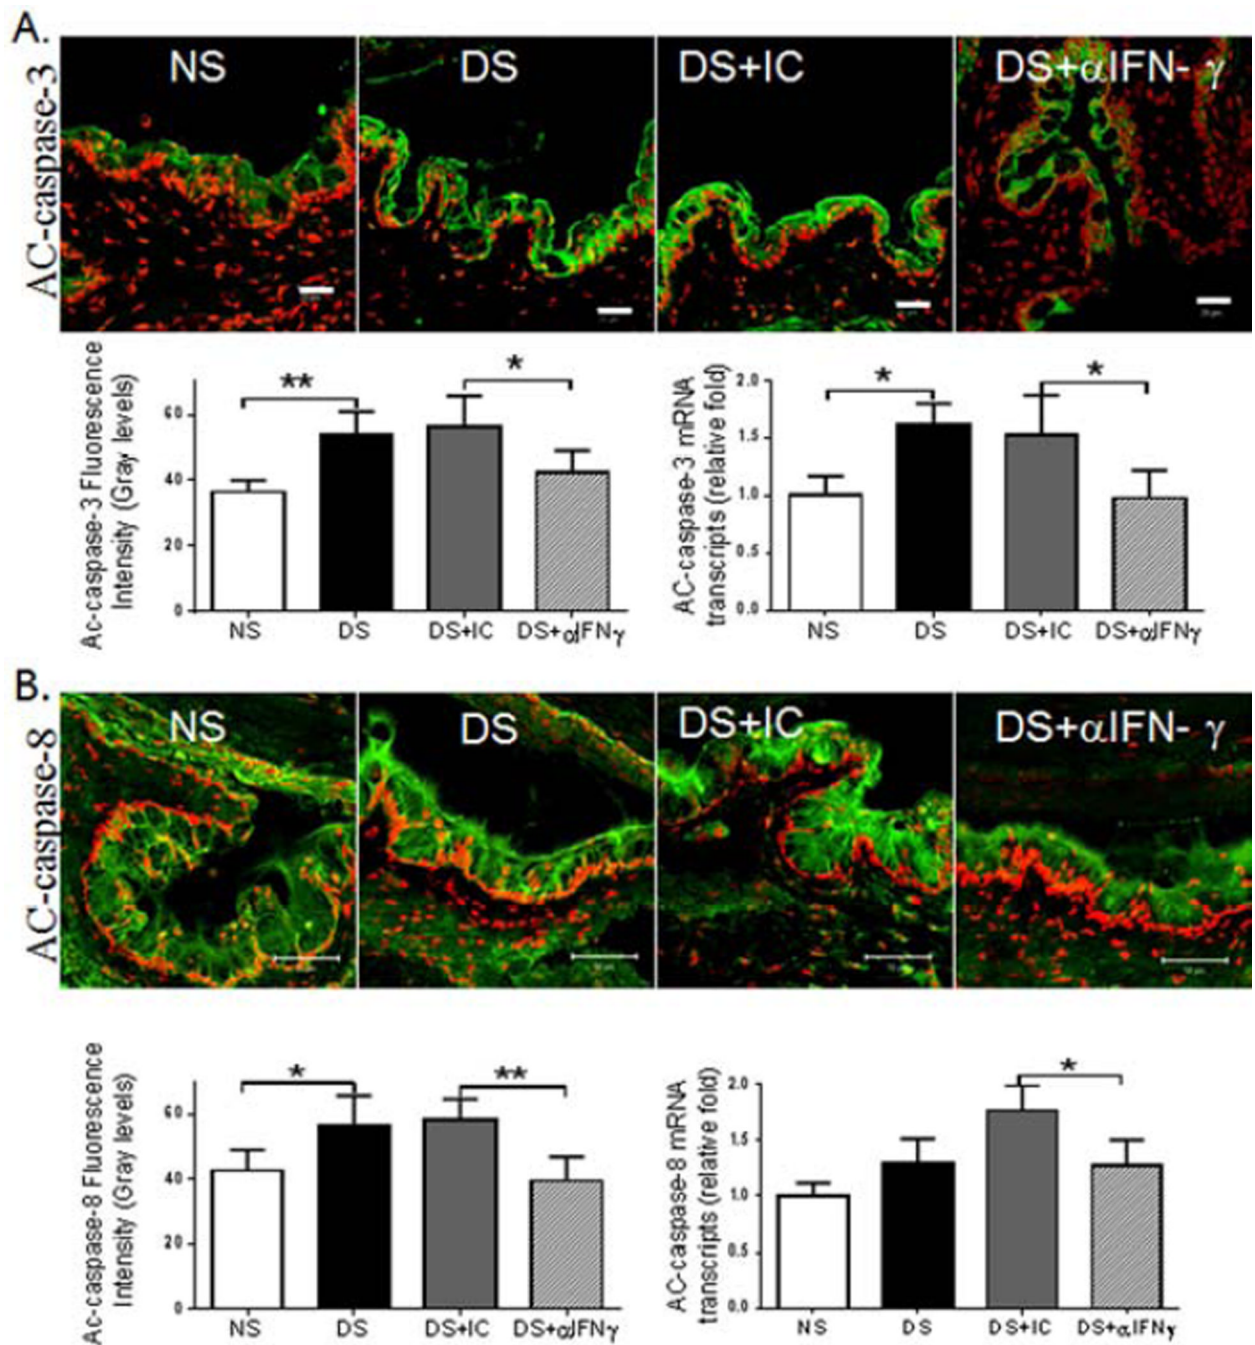 A.
AC-caspase-3
NS
DS
DS+IC
DS+αIFN- γ
Ac-caspase-3 Fluorescence
Intensity (Gray levels)
60
40
20
0
**
*
NS
DS
DS+IC
DS+αIFNγ
AC-caspase-3 mRNA
transcripts (relative fold)
2.0
1.5
1.0
0.5
0.0
*
*
NS
DS
DS+IC
DS+αIFNγ
B.
AC-caspase-8
NS
DS
DS+IC
DS+αIFN- γ
Ac-caspase-8 Fluorescence
Intensity (Gray levels)
60
40
20
0
*
**
NS
DS
DS+IC
DS+αIFNγ
AC-caspase-8 mRNA
transcripts (relative fold)
2.0
1.5
1.0
0.5
0.0
*
NS
DS
DS+IC
DS+αIFNγ